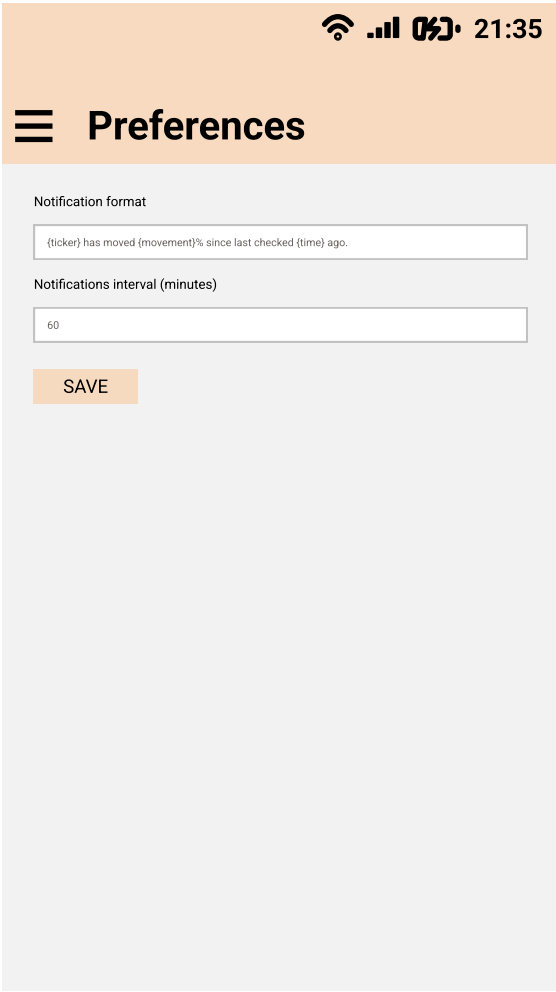 21:35
Preferences
Notification format
{ticker} has moved {movement}% since last checked {time} ago.
Notifications interval (minutes)
60
SAVE